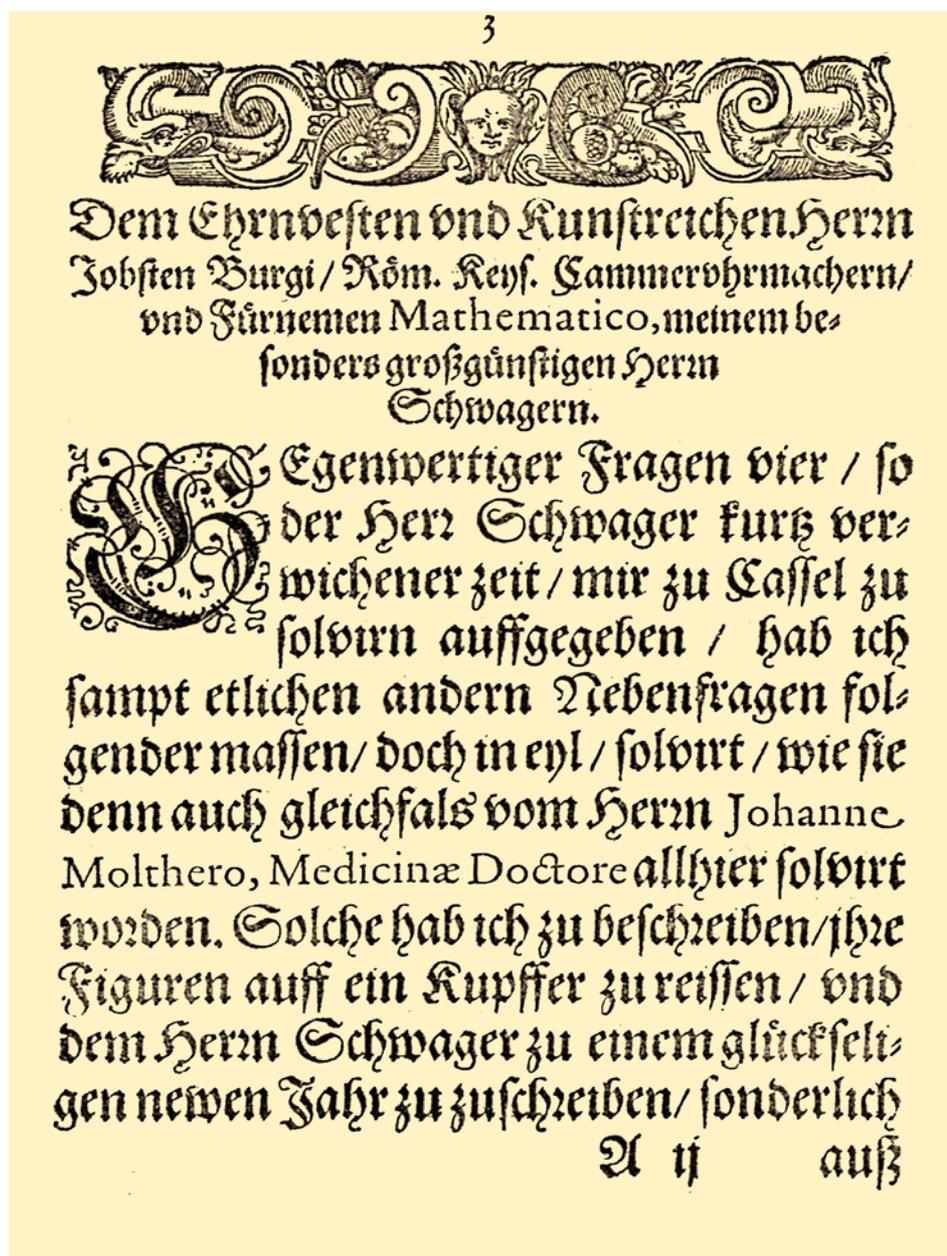 3
Dem Ehrnvesten vnd Kunstreichen Herrn
Jobsten Burgi/ Röm. Keys. Cammervhrmachern/
vnd Fürnemen Mathematico, meinem be⸗
sonders großgünstigen Herrn
Schwagern.
GEgenwertiger Fragen vier / so
der Herr Schwager kurtz ver⸗
wichener zeit / mir zu Cassel zu
solvirn auffgegeben / hab ich
sampt etlichen andern Nebenfragen fol⸗
gender massen/ doch in eyl / solvirt / wie sie
denn auch gleichfals vom Herrn Johanne
Molthero, Medicinæ Doctore allhier solvirt
worden. Solche hab ich zu beschreiben/ jhre
Figuren auff ein Kupffer zu reissen / vnd
dem Herrn Schwager zu einem glückseli⸗
gen newen Jahr zu zuschreiben/ sonderlich
A ij auß